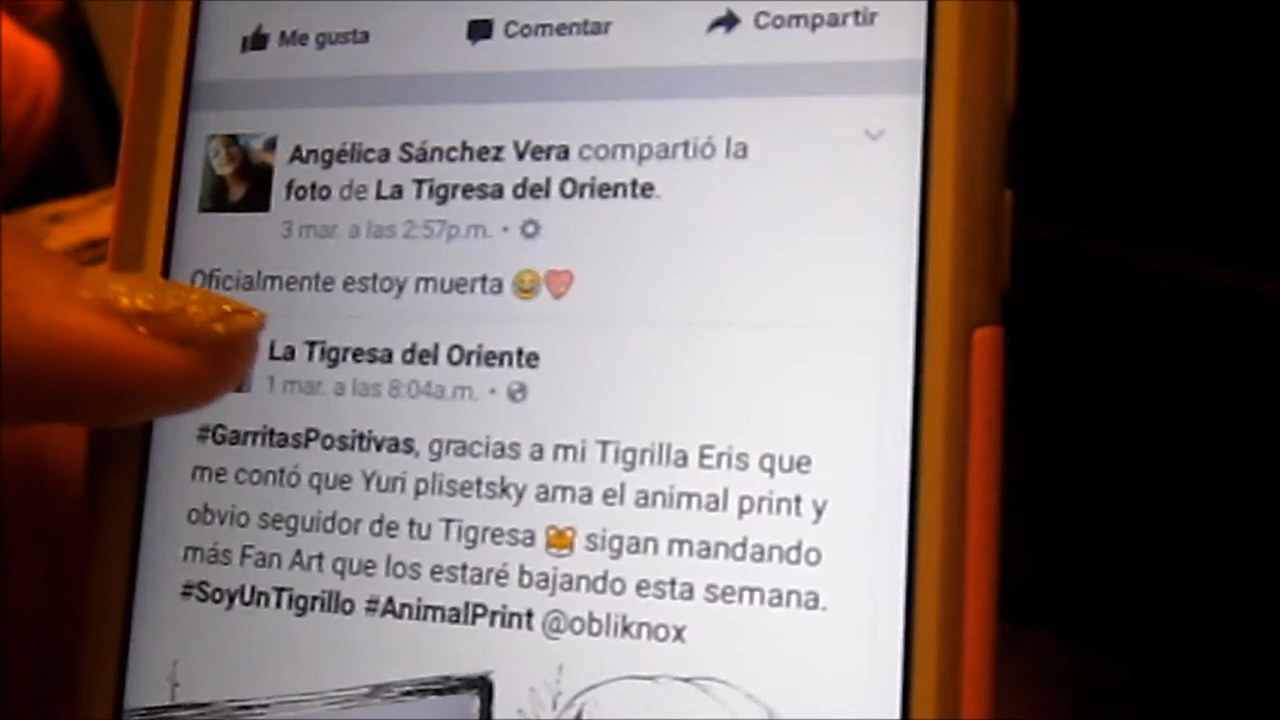 Me gusta Comentar Compartir
Angélica Sánchez Vera compartió la
foto de La Tigresa del Oriente.
3 mar. a las 2:57p.m. ·
Oficialmente estoy muerta 😂❤
La Tigresa del Oriente
1 mar. a las 8:04a.m. ·
#GarritasPositivas, gracias a mi Tigrilla Eris que
me contó que Yuri plisetsky ama el animal print y
obvio seguidor de tu Tigresa 🐯 sigan mandando
más Fan Art que los estaré bajando esta semana.
#SoyUnTigrillo #AnimalPrint @obliknox